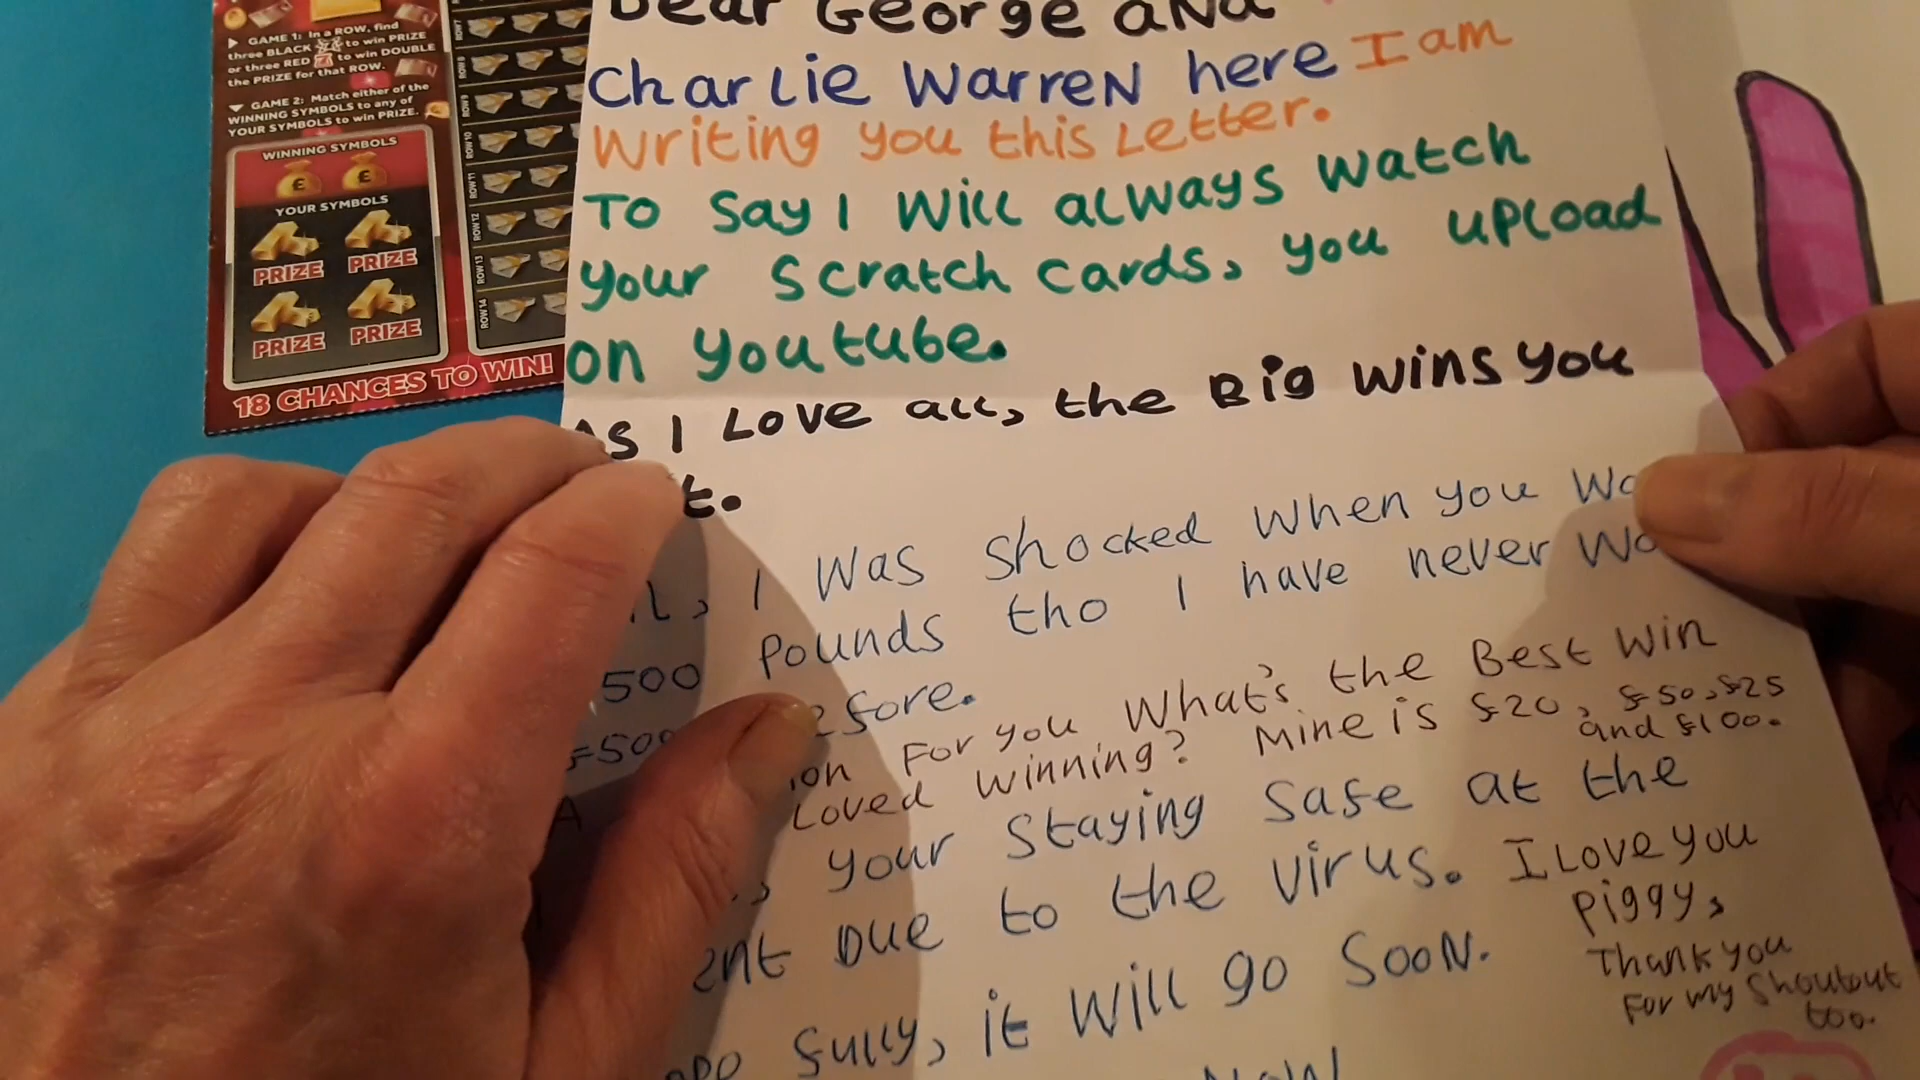 GAME 1: In a ROW, find
three BLACK to win PRIZE
or three RED 7 to win DOUBLE
the PRIZE for that ROW.
GAME 2: Match either of the
WINNING SYMBOLS to any of
YOUR SYMBOLS to win PRIZE.
WINNING SYMBOLS
£ £
YOUR SYMBOLS
PRIZE PRIZE
PRIZE PRIZE
18 CHANCES TO WIN!
ROW 7
ROW 8
ROW 9
ROW 10
ROW 11
ROW 12
ROW 13
ROW 14
Dear George and
Charlie Warren here I am
Writing you this Letter.
To Say I Will always watch
your Scratch cards, you upload
on Youtube.
As I Love all, the Big wins you
t.
I was Shocked when you
500 Pounds tho I have never
£500
For you What's the Best Win
Loved winning? Mine is £20, £50, £25
and £100.
your Staying Safe at the
Due to the virus. I Love you
Piggy,
fully, it will go Soon.
Thank you
For my Shoutout
too.
Now